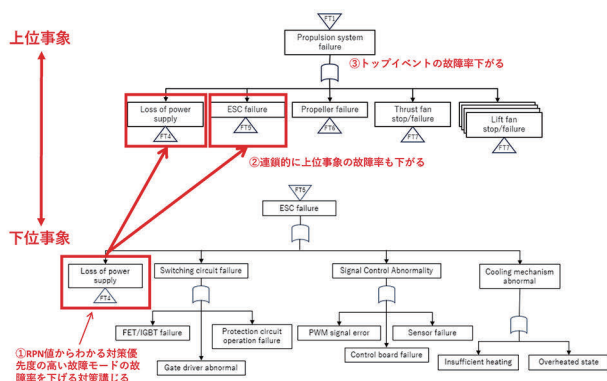 上位事象
下位事象
FT1
Propulsion system
failure
③トップイベントの故障率下がる
Loss of power
supply
FT4
ESC failure
FT5
Propeller failure
FT6
Thrust fan
stop/failure
FT7
Lift fan
stop/failure
FT7
②連鎖的に上位事象の故障率も下がる
FT5
ESC failure
Loss of power
supply
FT4
Switching circuit failure
Signal Control Abnormality
Cooling mechanism
abnormal
FET/IGBT failure
Protection circuit
operation failure
Gate driver abnormal
PWM signal error
Sensor failure
Control board failure
Insufficient heating
Overheated state
①RPN値からわかる対策優
先度の高い故障モードの故
障率を下げる対策講じる